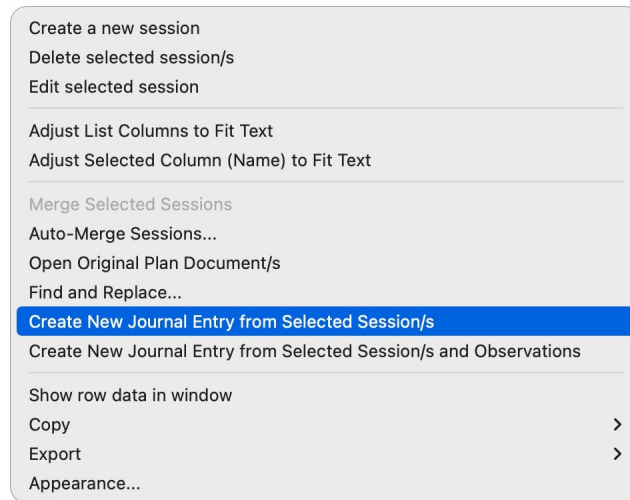 Create a new session
Delete selected session/s
Edit selected session
Adjust List Columns to Fit Text
Adjust Selected Column (Name) to Fit Text
Merge Selected Sessions
Auto-Merge Sessions...
Open Original Plan Document/s
Find and Replace...
Create New Journal Entry from Selected Session/s
Create New Journal Entry from Selected Session/s and Observations
Show row data in window
Copy
Export
Appearance...